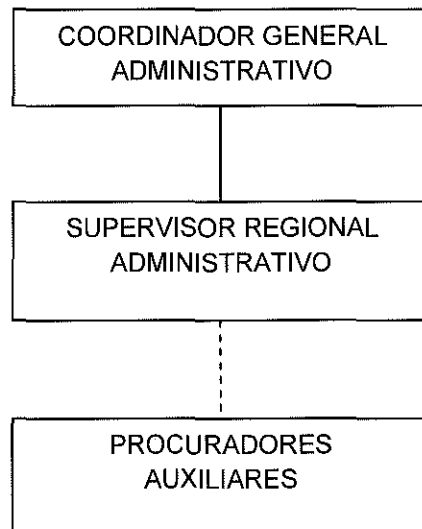 COORDINADOR GENERAL
ADMINISTRATIVO
SUPERVISOR REGIONAL
ADMINISTRATIVO
PROCURADORES
AUXILIARES